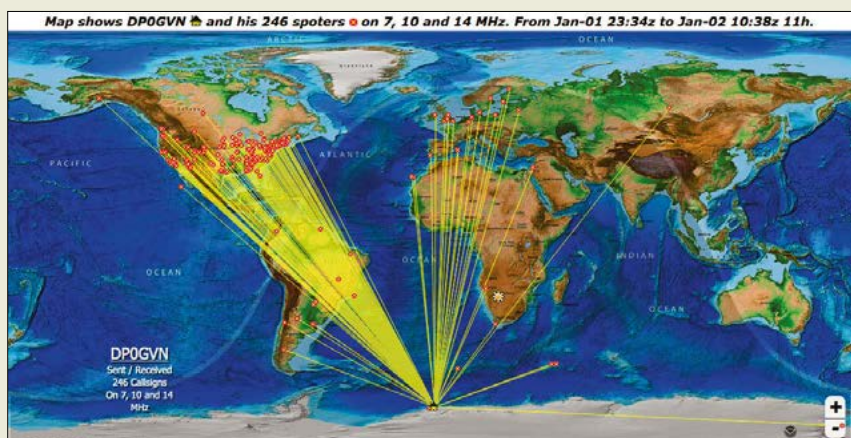 Map shows DP0GVN and his 246 spoters on 7, 10 and 14 MHz. From Jan-01 23:34z to Jan-02 10:38z 11h.
ARCTIC
OCEAN
PACIFIC
ATLANTIC
OCEAN
OCEAN
INDIAN
OCEAN
DP0GVN
Sent / Received
246 Callsigns
On 7, 10 and 14
MHz
+
-